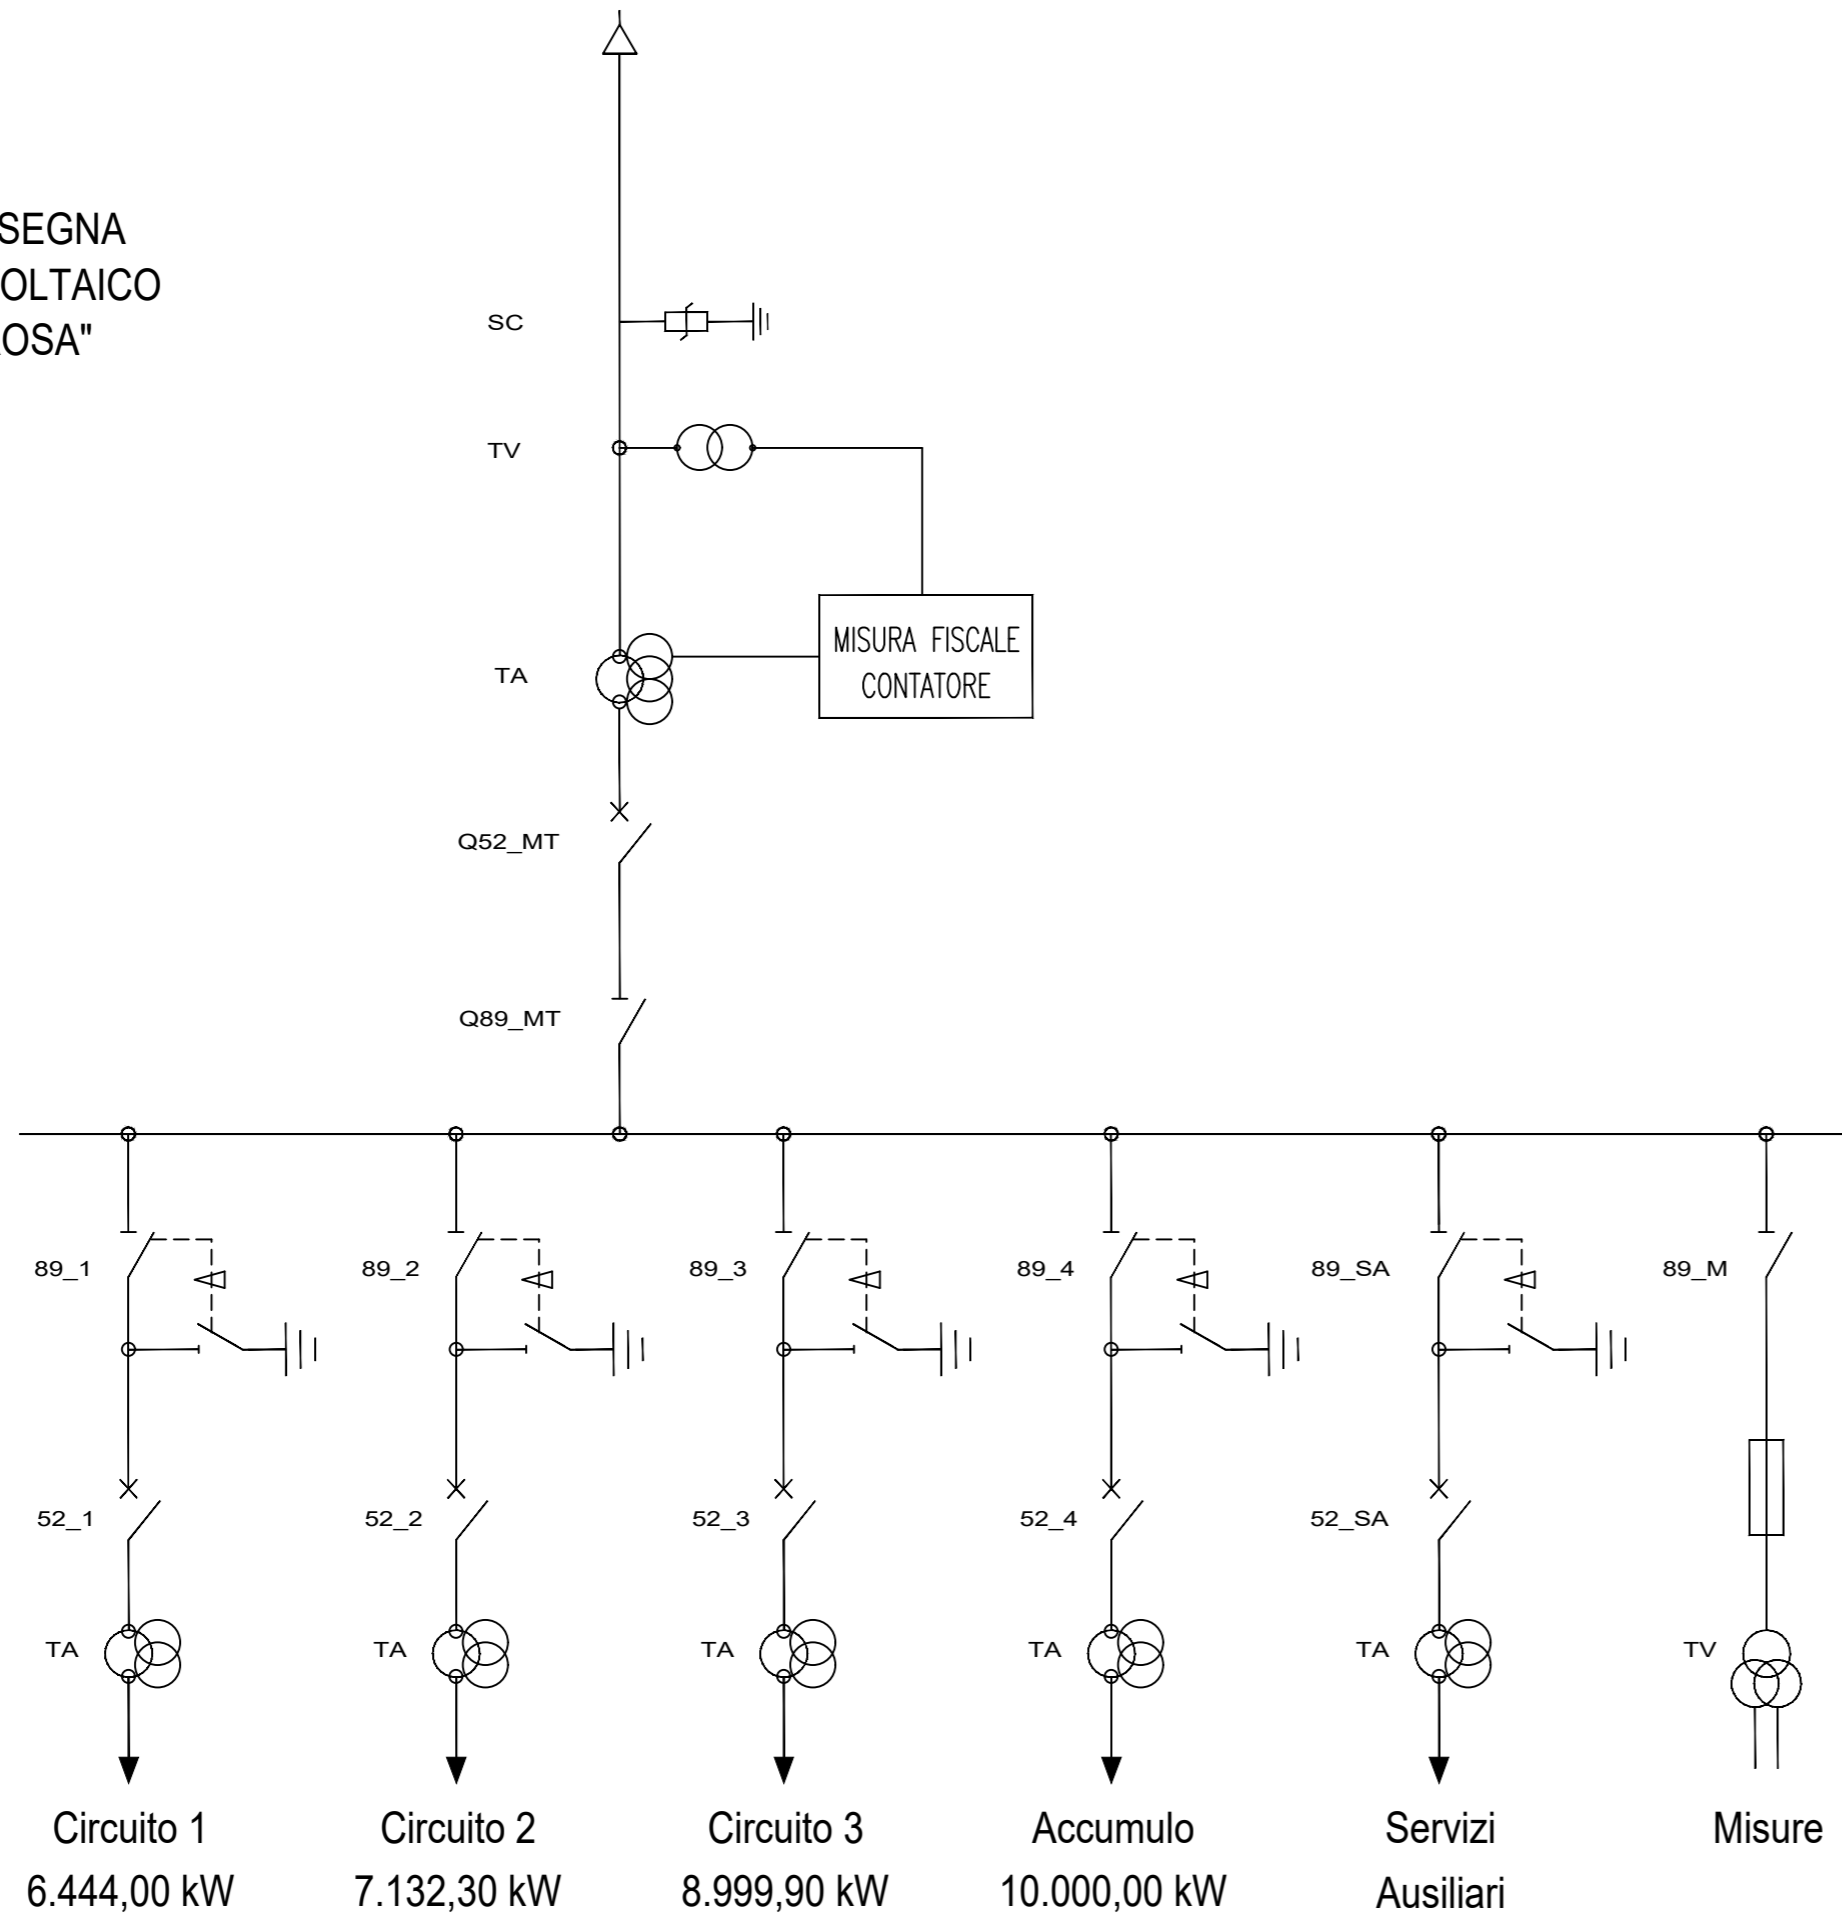 SEGNA
OLTAICO
OSA"
SC
TV
MISURA FISCALE
CONTATORE
TA
Q52_MT
Q89_MT
89_1 89_2 89_3 89_4 89_SA 89_M
52_1 52_2 52_3 52_4 52_SA
TA TA TA TA TA TV
Circuito 1 Circuito 2 Circuito 3 Accumulo Servizi Misure
6.444,00 kW 7.132,30 kW 8.999,90 kW 10.000,00 kW Ausiliari